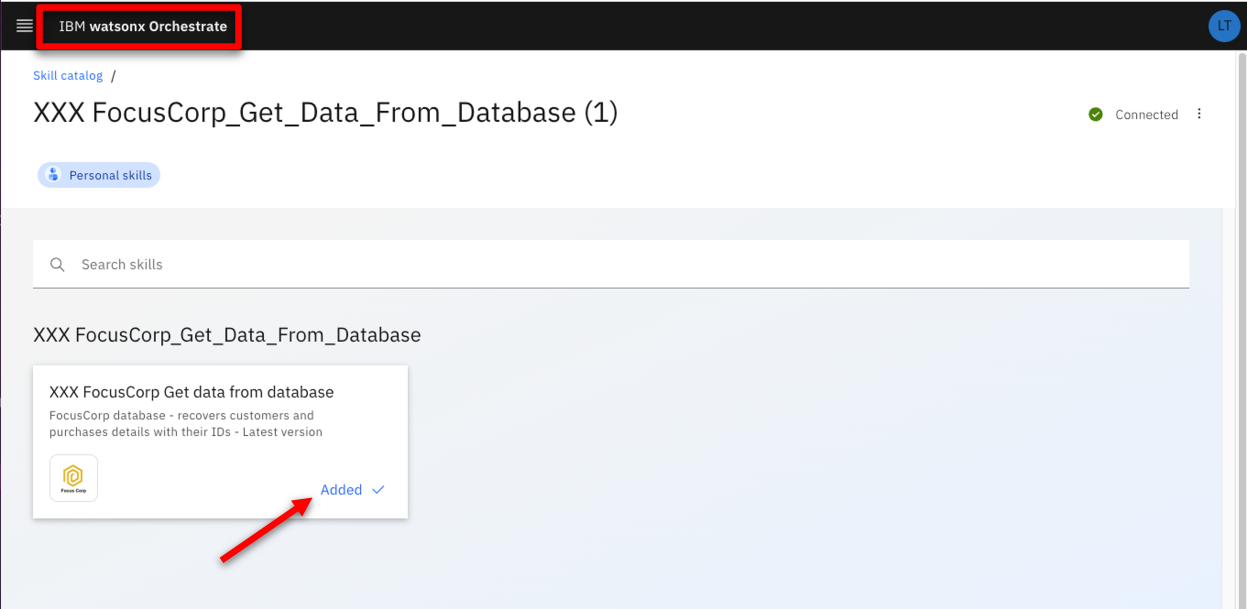 IBM watsonx Orchestrate
LT
Skill catalog /
XXX FocusCorp_Get_Data_From_Database (1)
Connected
Personal skills
Search skills
XXX FocusCorp_Get_Data_From_Database
XXX FocusCorp Get data from database
FocusCorp database - recovers customers and
purchases details with their IDs - Latest version
Focus Corp
Added